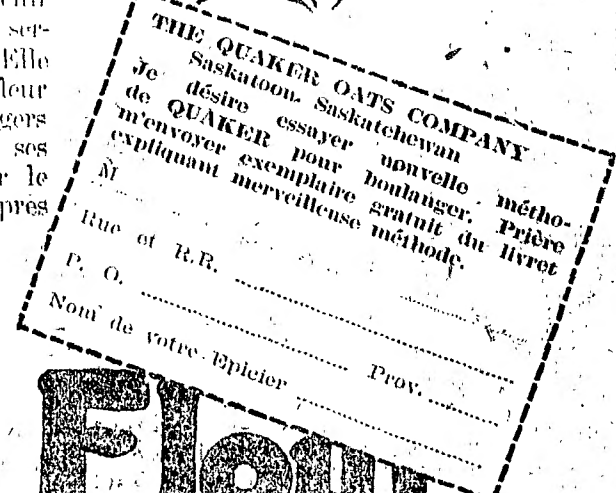 ser-
Elle
leur
gers
ses
r le
près
THE QUAKER OATS COMPANY
Saskatoon, Saskatchewan
Je désire essayer nouvelle métho-
de QUAKER pour boulanger. Prière
m'envoyer exemplaire gratuit du livret
expliquant merveilleuse méthode.
M
Rue et R.R. ........................
P. O. ........................ Prov. ............
Nom de votre Epicier ........................
Flour